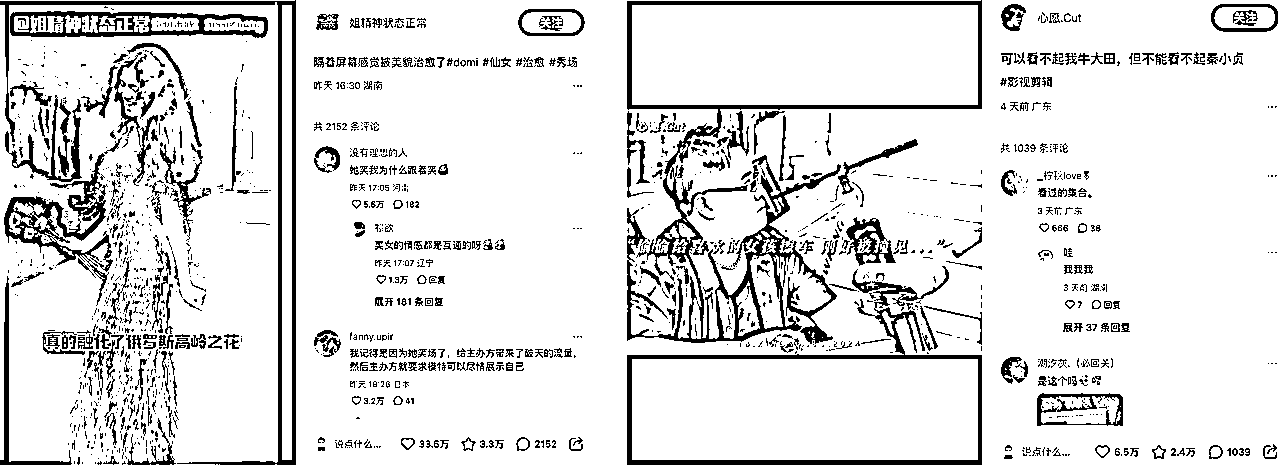 @姐精神状态正常
真的融化了俄罗斯高岭之花
姐精神状态正常
关注
隔着屏幕感觉被美貌治愈了#domi #仙女 #治愈 #秀场
昨天 16:30 湖南
共 2152 条评论
没有理想的人
她笑我为什么跟着笑
昨天 17:05 河南
5.6万 182
美女的情感都是互通的呀
昨天 17:07 辽宁
1.3万 回复
展开 181 条回复
fanny.upir
我记得是因为她笑场了，给主办方带来了破天的流量，
然后主办方就要求模特可以尽情展示自己
昨天 18:26 日本
3.2万 41
说点什么... 33.6万 3.3万 2152
心愿.Cut
关注
可以看不起我牛大田，但不能看不起秦小贞
#影视剪辑
4 天前 广东
共 1039 条评论
_柠秋love
看过的集合。
3 天前 广东
666 36
哇
我我我
3 天前 湖南
7 回复
展开 37 条回复
潮汐灰.（必回关）
是这个吗
说点什么... 6.5万 2.4万 1039